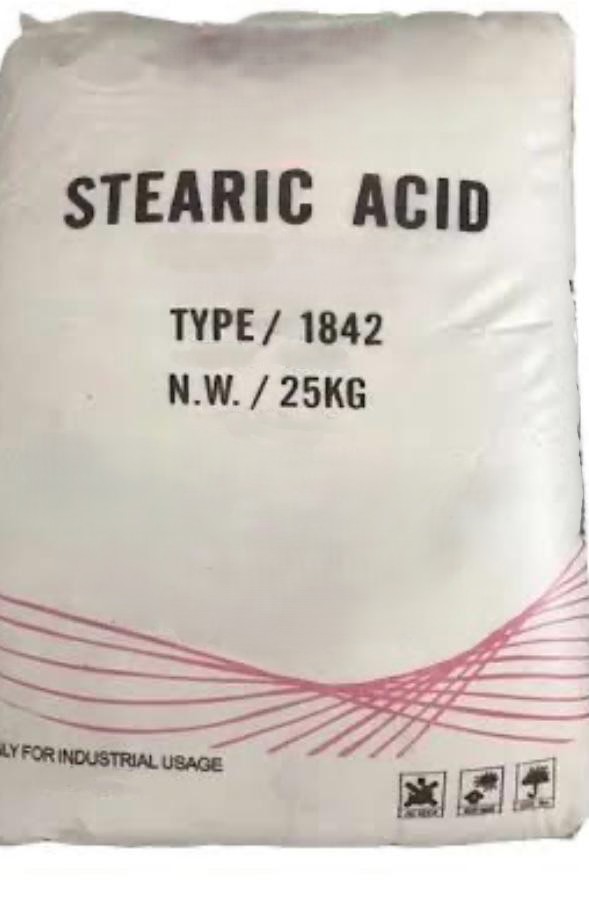 STEARIC ACID
TYPE / 1842
N.W. / 25KG
FOR INDUSTRIAL USAGE